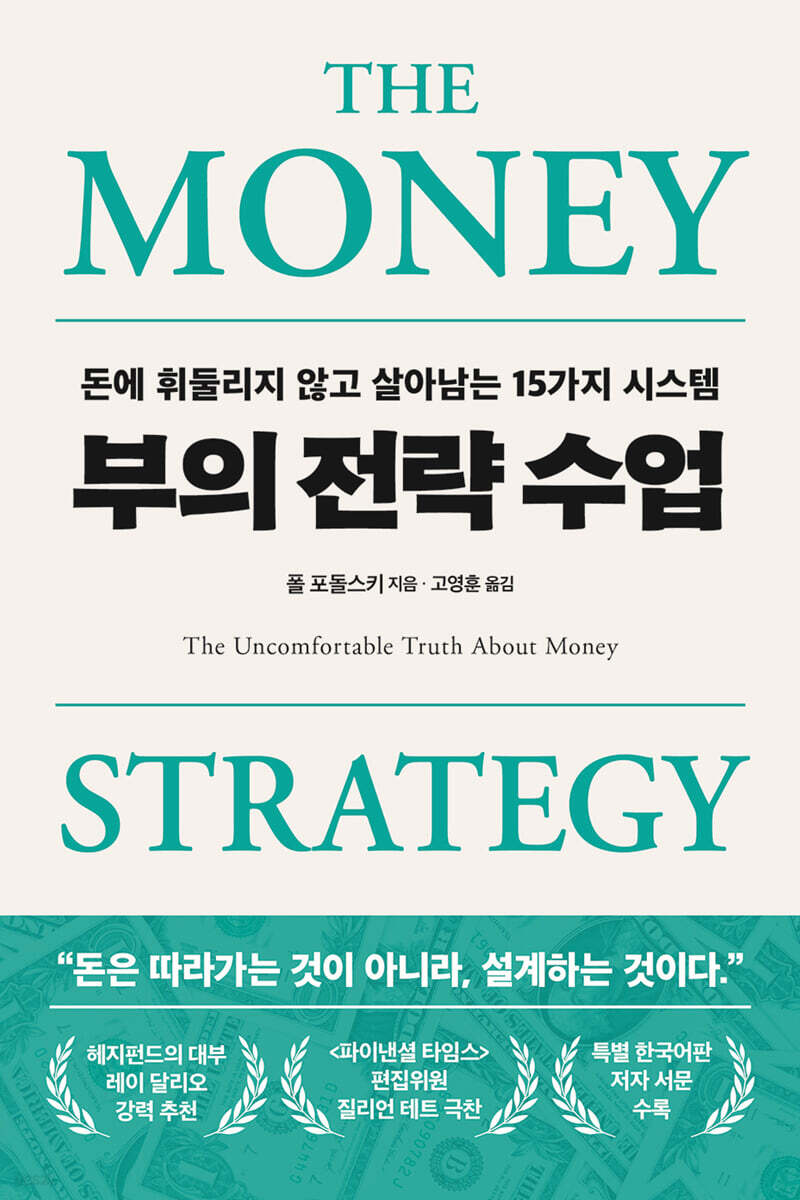 THE
MONEY
돈에 휘둘리지 않고 살아남는 15가지 시스템
부의 전략 수업
폴 포돌스키 지음 · 고영훈 옮김
The Uncomfortable Truth About Money
STRATEGY
“돈은 따라가는 것이 아니라, 설계하는 것이다.”
헤지펀드의 대부
레이 달리오
강력 추천
<파이낸셜 타임스>
편집위원
질리언 테트 극찬
특별 한국어판
저자 서문
수록